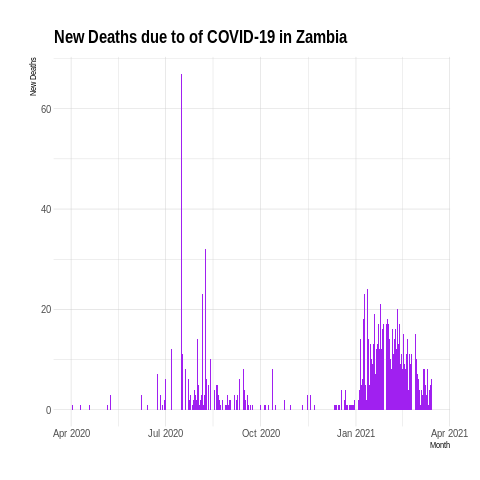 New Deaths due to of COVID-19 in Zambia
New Deaths
60
40
20
0
Apr 2020 Jul 2020 Oct 2020 Jan 2021 Apr 2021
Month